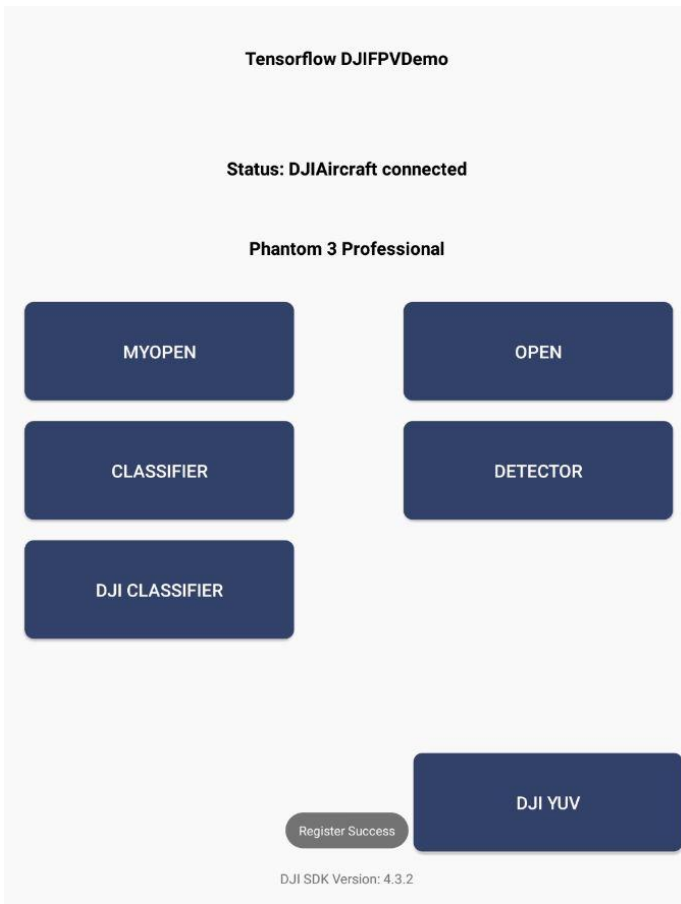 Tensorflow DJIFPVDemo
Status: DJIAircraft connected
Phantom 3 Professional
MYOPEN
OPEN
CLASSIFIER
DETECTOR
DJI CLASSIFIER
DJI YUV
Register Success
DJI SDK Version: 4.3.2